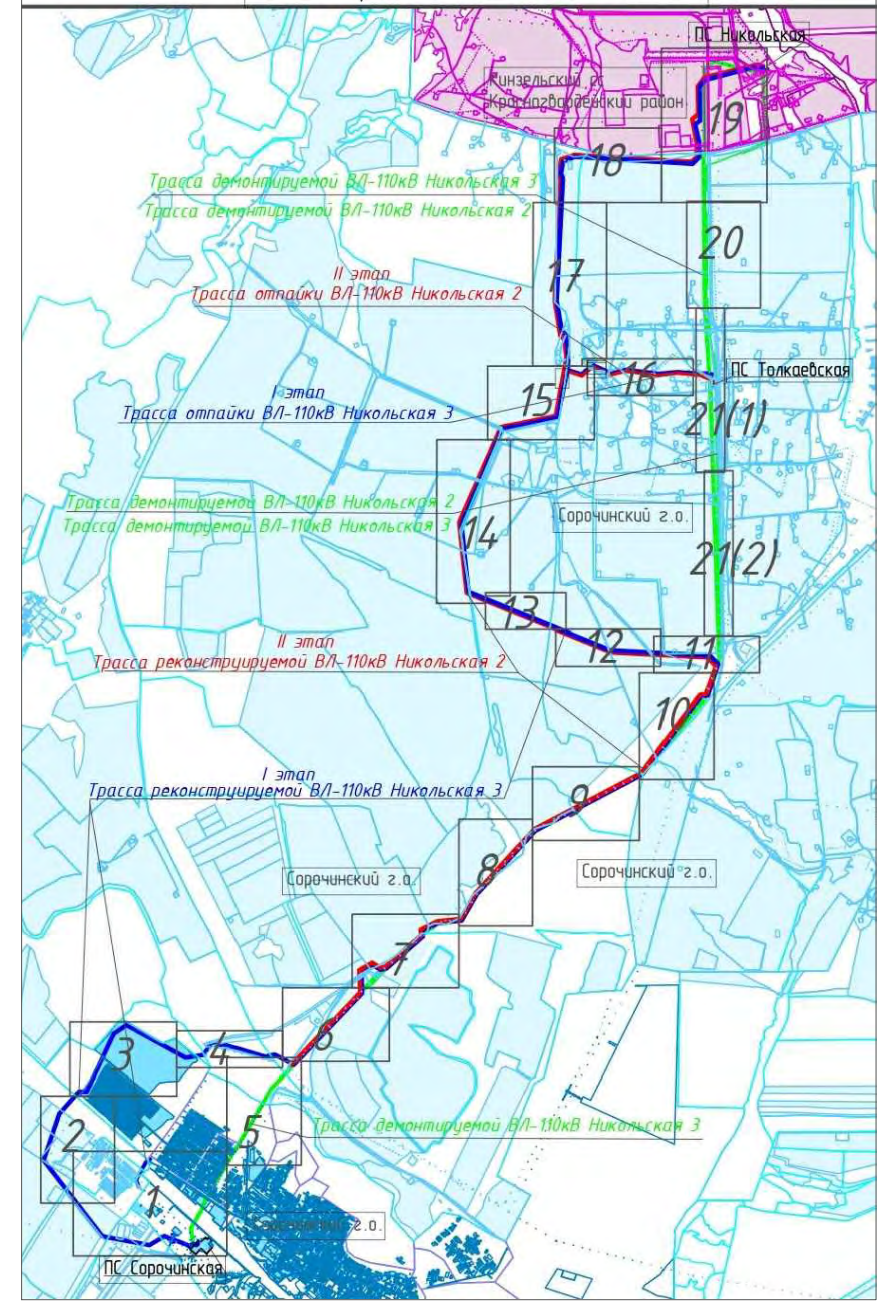 ПС Никольская
Кинзельский сс
Красногвардейский район
19
18
Трасса демонтируемой ВЛ-110кВ Никольская 3
Трасса демонтируемой ВЛ-110кВ Никольская 2
20
II этап
Трасса отпайки ВЛ-110кВ Никольская 2
17
ПС Толкаевская
16
I этап
Трасса отпайки ВЛ-110кВ Никольская 3
15
21(1)
Трасса демонтируемой ВЛ-110кВ Никольская 2
Трасса демонтируемой ВЛ-110кВ Никольская 3
Сорочинский г.о.
14
21(2)
13
12
11
II этап
Трасса реконструируемой ВЛ-110кВ Никольская 2
10
I этап
Трасса реконструируемой ВЛ-110кВ Никольская 3
9
8
Сорочинский г.о.
Сорочинский г.о.
7
6
3
4
Трасса демонтируемой ВЛ-110кВ Никольская 3
5
2
1
Сорочинский г.о.
ПС Сорочинская